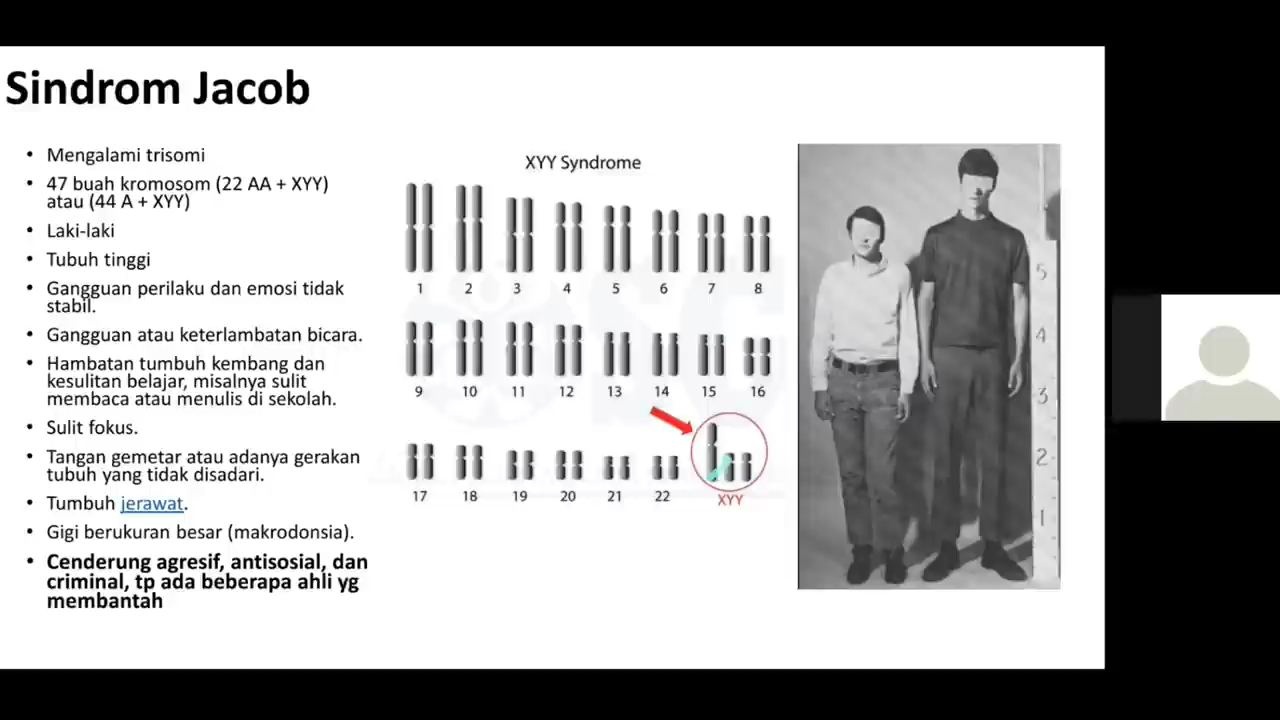 Sindrom Jacob
Mengalami trisomi
47 buah kromosom (22 AA + XYY)
atau (44 A + XYY)
Laki-laki
Tubuh tinggi
Gangguan perilaku dan emosi tidak
stabil.
Gangguan atau keterlambatan bicara.
Hambatan tumbuh kembang dan
kesulitan belajar, misalnya sulit
membaca atau menulis di sekolah.
Sulit fokus.
Tangan gemetar atau adanya gerakan
tubuh yang tidak disadari.
Tumbuh jerawat.
Gigi berukuran besar (makrodonsia).
Cenderung agresif, antisosial, dan
criminal, tp ada beberapa ahli yg
membantah
XYY Syndrome
1 2 3 4 5 6 7 8
9 10 11 12 13 14 15 16
17 18 19 20 21 22 XYY
5
4
3
2
1